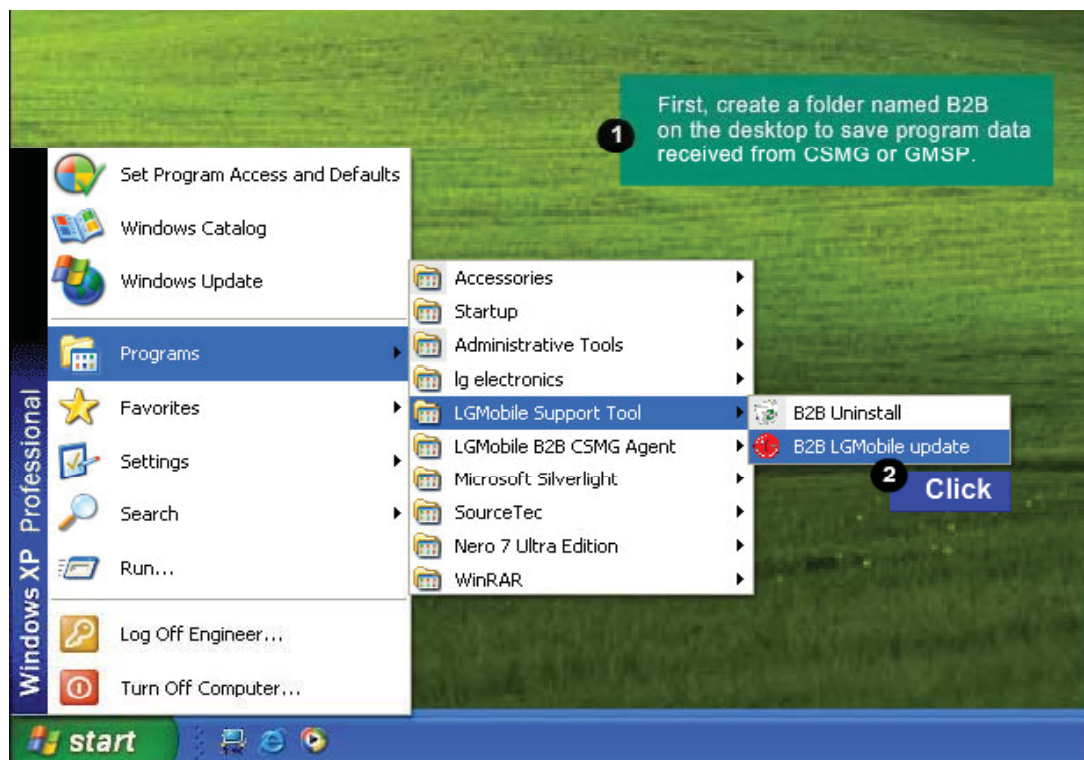 1
First, create a folder named B2B
on the desktop to save program data
received from CSMG or GMSP.
Set Program Access and Defaults
Windows Catalog
Windows Update
Programs
Favorites
Settings
Search
Run...
Log Off Engineer...
Turn Off Computer...
Windows XP Professional
Accessories
Startup
Administrative Tools
lg electronics
LGMobile Support Tool
LGMobile B2B CSMG Agent
Microsoft Silverlight
SourceTec
Nero 7 Ultra Edition
WinRAR
B2B Uninstall
B2B LGMobile update
2
Click
start